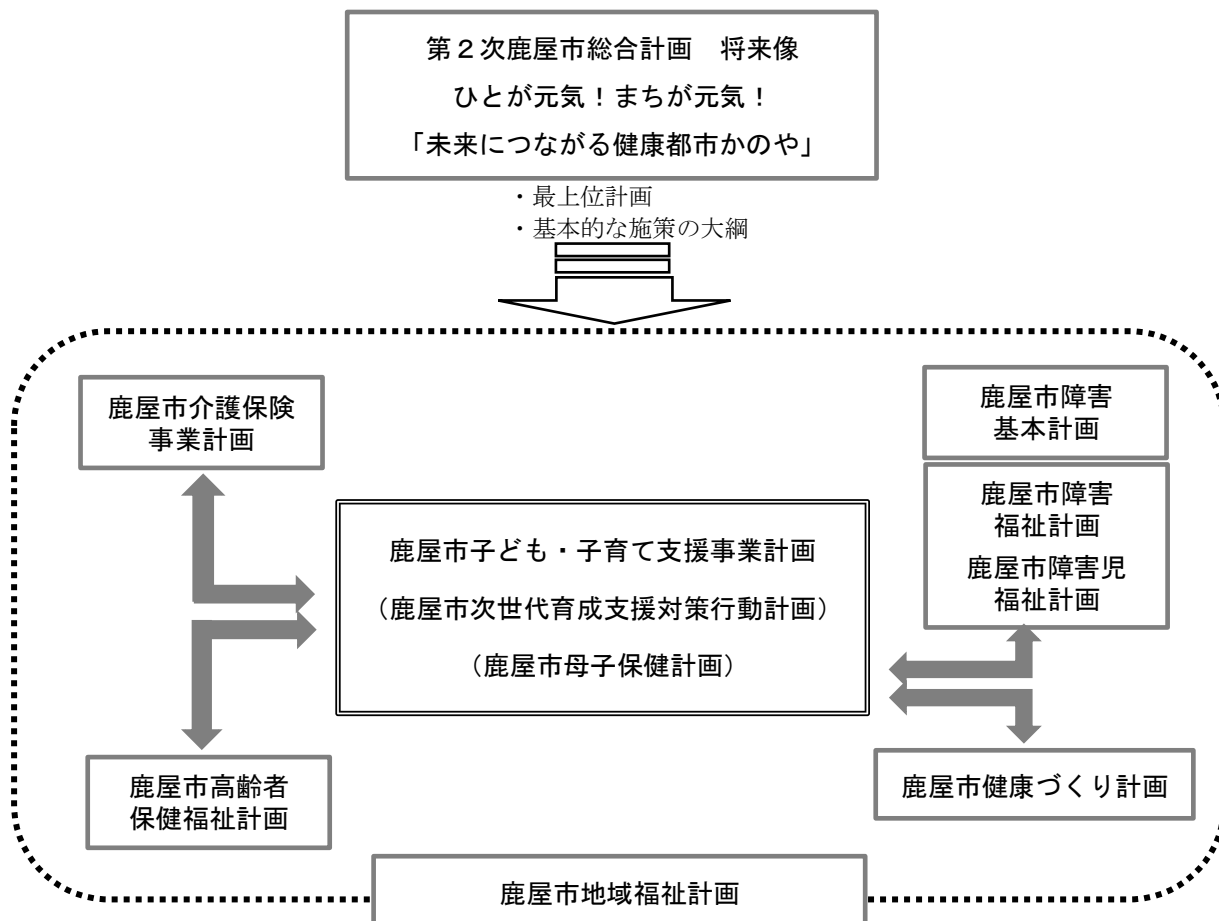 第２次鹿屋市総合計画　将来像
ひとが元気！まちが元気！
「未来につながる健康都市かのや」
・最上位計画
・基本的な施策の大綱
鹿屋市介護保険
事業計画
鹿屋市障害
基本計画
鹿屋市障害
福祉計画
鹿屋市障害児
福祉計画
鹿屋市子ども・子育て支援事業計画
（鹿屋市次世代育成支援対策行動計画）
（鹿屋市母子保健計画）
鹿屋市高齢者
保健福祉計画
鹿屋市健康づくり計画
鹿屋市地域福祉計画